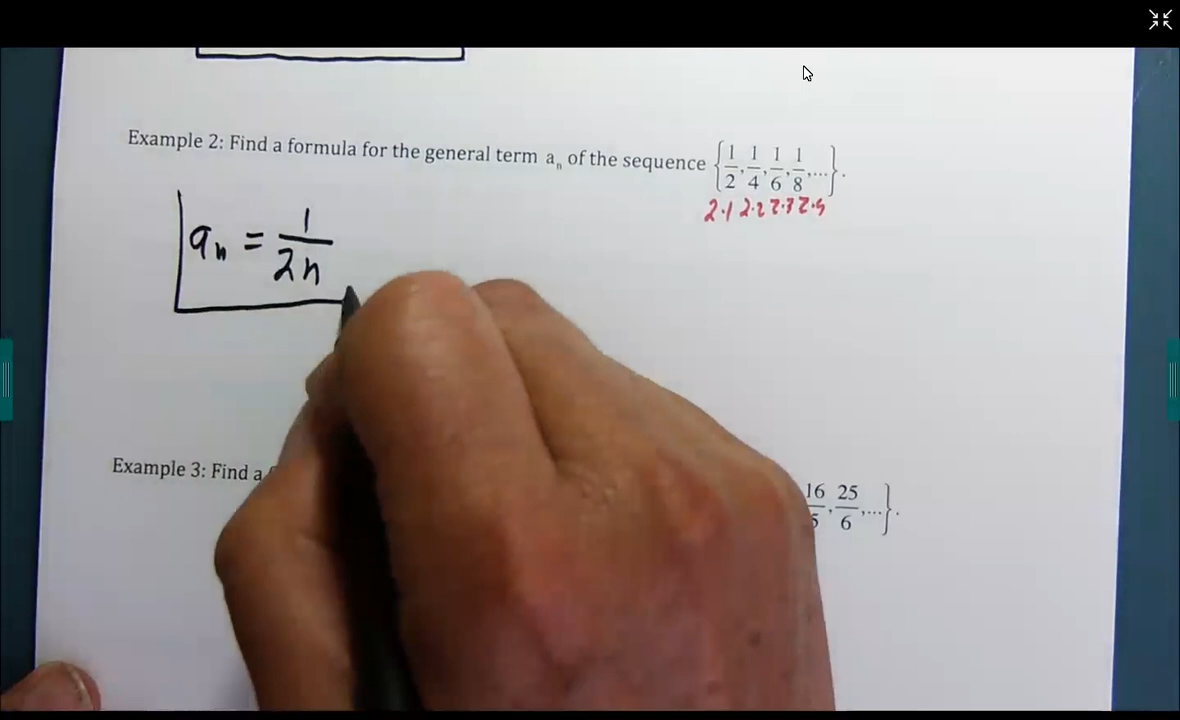 Example 2: Find a formula for the general term aₙ of the sequence {1/2, 1/4, 1/6, 1/8, ...}.
2·1 2·2 2·3 2·4
aₙ = 1/2n
Example 3: Find a
16/5, 25/6, ...}.